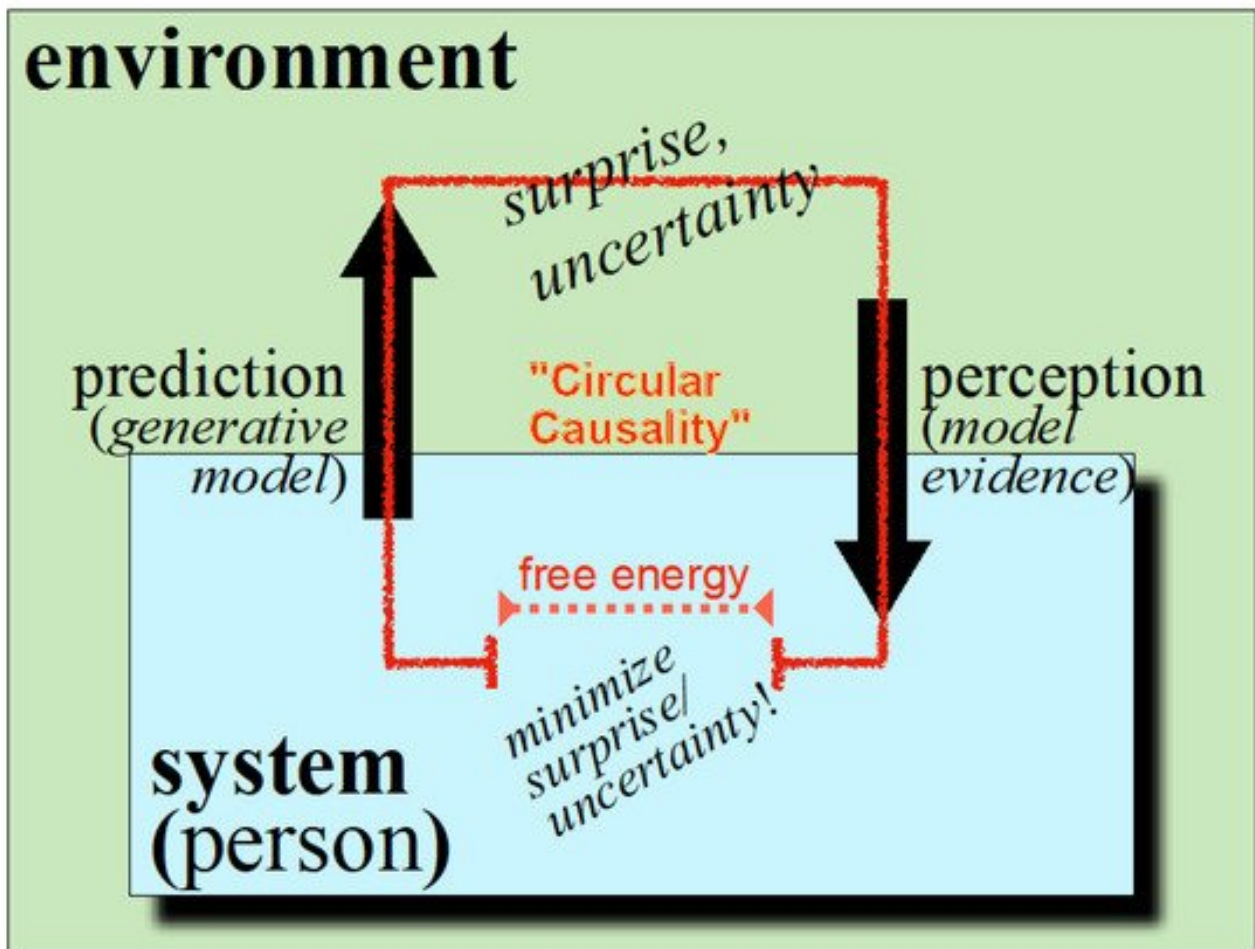 environment
surprise,
uncertainty
prediction
(generative
model)
"Circular
Causality"
perception
(model
evidence)
free energy
minimize
surprise/
uncertainty!
system
(person)